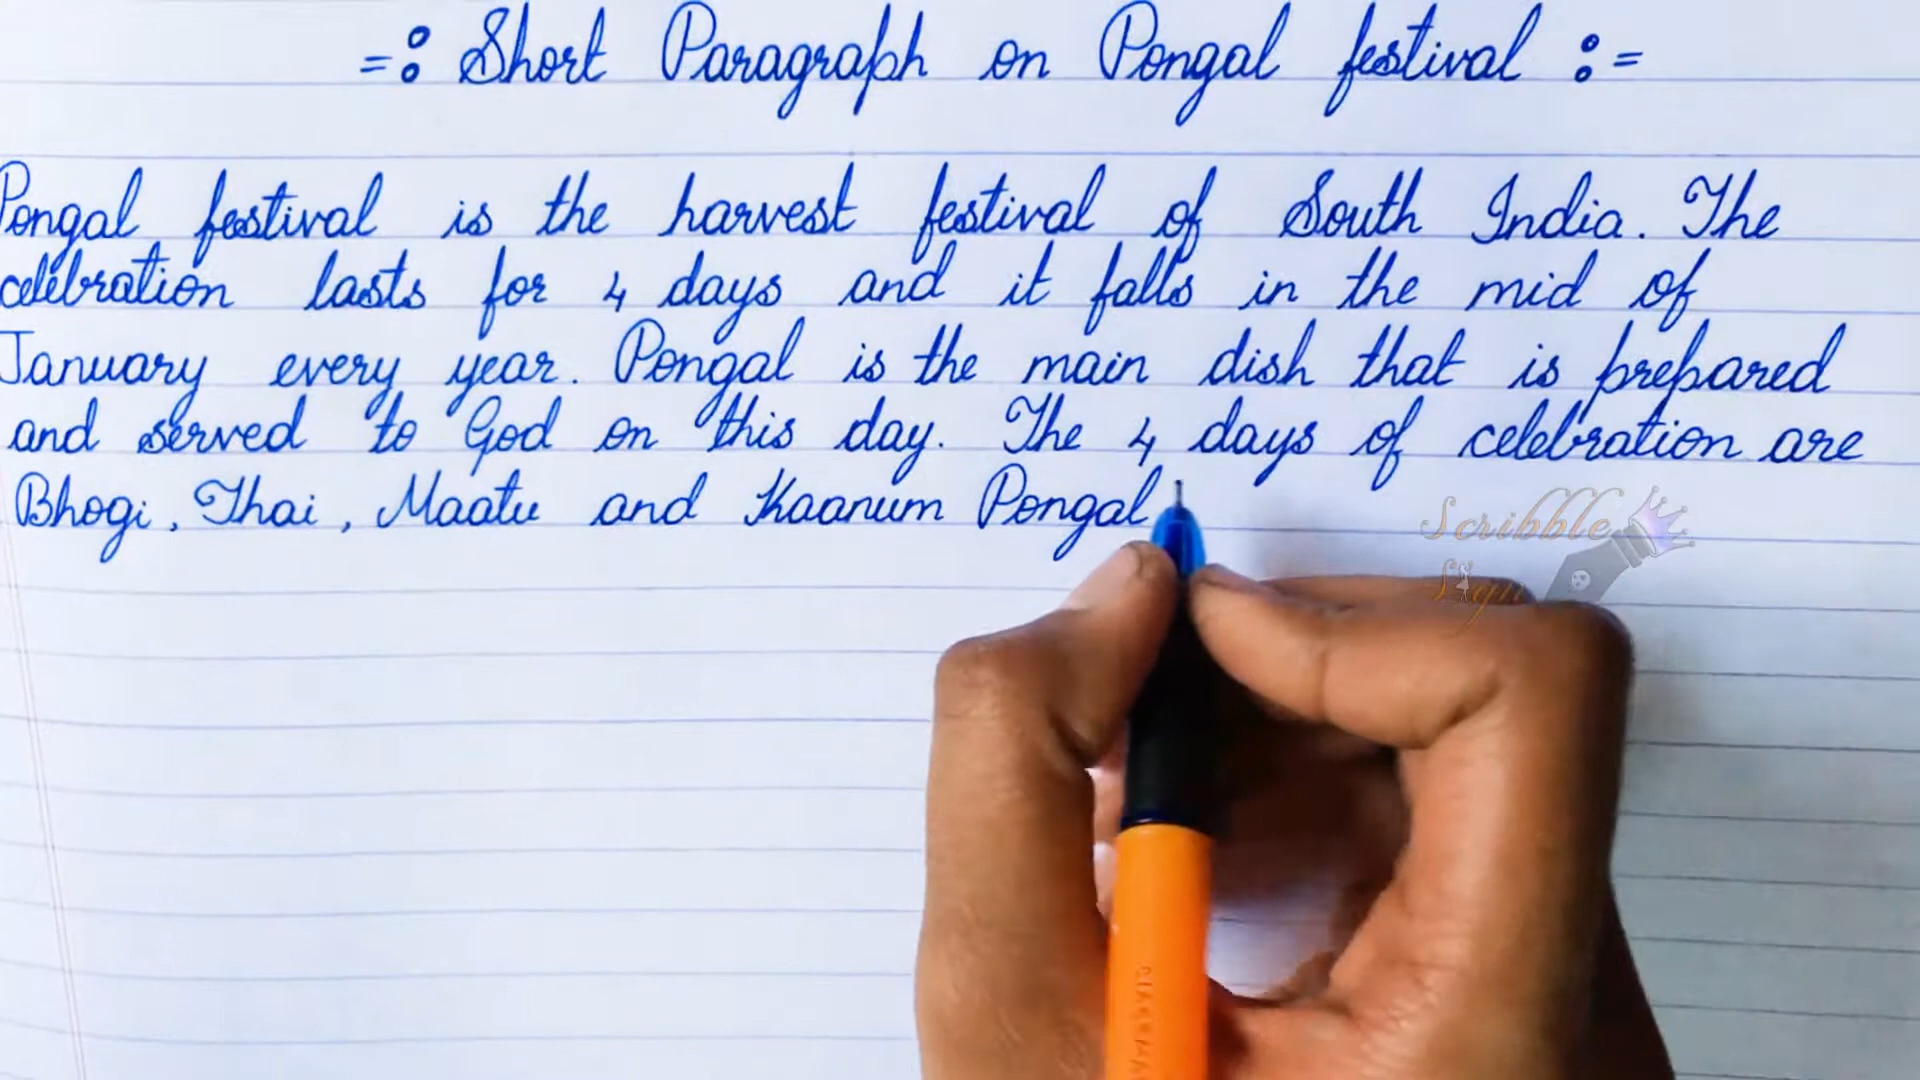 =: Short Paragraph on Pongal festival :=
Pongal festival is the harvest festival of South India. The
celebration lasts for 4 days and it falls in the mid of
January every year. Pongal is the main dish that is prepared
and served to God on this day. The 4 days of celebration are
Bhogi, Thai, Maatu and Kaanum Pongal
Scribble
Sign